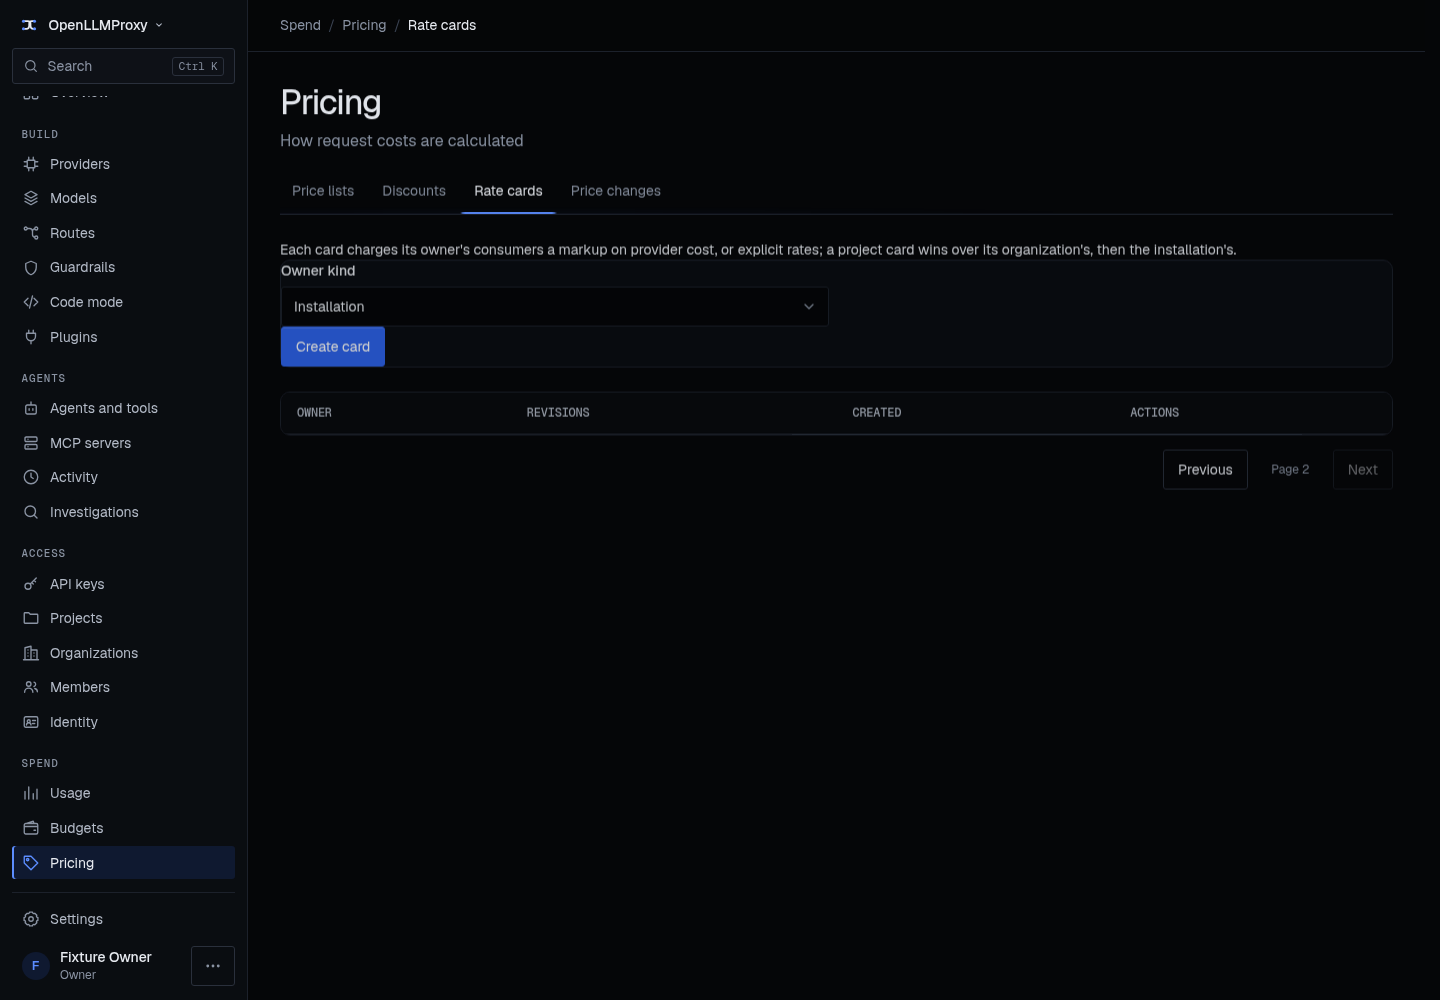 OpenLLMProxy
Search
Ctrl K
Overview
BUILD
Providers
Models
Routes
Guardrails
Code mode
Plugins
AGENTS
Agents and tools
MCP servers
Activity
Investigations
ACCESS
API keys
Projects
Organizations
Members
Identity
SPEND
Usage
Budgets
Pricing
Settings
F
Fixture Owner
Owner
Spend / Pricing / Rate cards
Pricing
How request costs are calculated
Price lists Discounts Rate cards Price changes
Each card charges its owner's consumers a markup on provider cost, or explicit rates; a project card wins over its organization's, then the installation's.
Owner kind
Installation
Create card
OWNER REVISIONS CREATED ACTIONS
Previous Page 2 Next